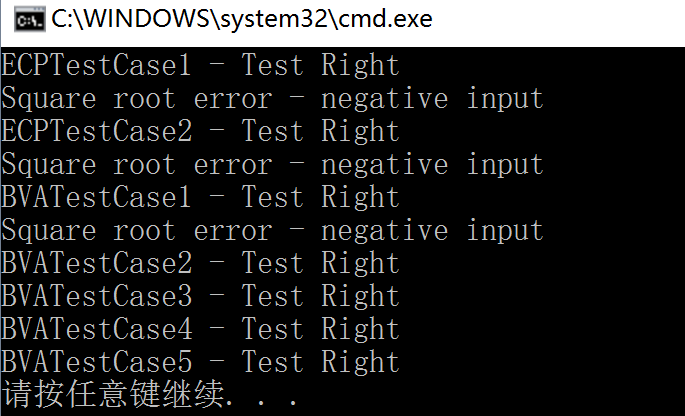 C:\WINDOWS\system32\cmd.exe
ECPTestCase1 - Test Right
Square root error - negative input
ECPTestCase2 - Test Right
Square root error - negative input
BVATestCase1 - Test Right
Square root error - negative input
BVATestCase2 - Test Right
BVATestCase3 - Test Right
BVATestCase4 - Test Right
BVATestCase5 - Test Right
请按任意键继续. . .